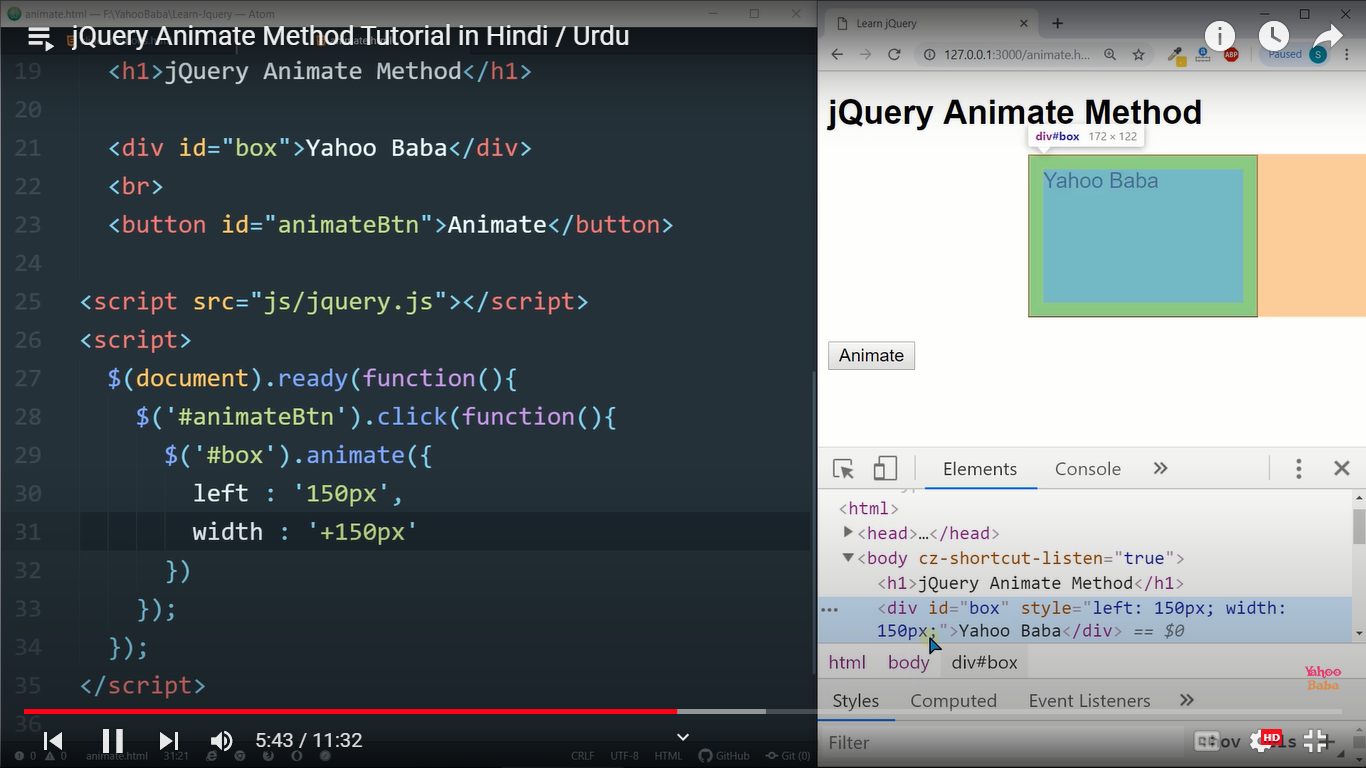 animate.html — F:\YahooBaba\Learn-Jquery — Atom
jQuery Animate Method Tutorial in Hindi / Urdu
19 <h1>jQuery Animate Method</h1>
20
21 <div id="box">Yahoo Baba</div>
22 <br>
23 <button id="animateBtn">Animate</button>
24
25 <script src="js/jquery.js"></script>
26 <script>
27 $(document).ready(function(){
28 $('#animateBtn').click(function(){
29 $('#box').animate({
30 left : '150px',
31 width : '+150px'
32 })
33 });
34 });
35 </script>
36
5:43 / 11:32
0 0 animate.html 31:21 CRLF UTF-8 HTML GitHub Git (0)
Learn jQuery
127.0.0.1:3000/animate.h... ABP Paused S
jQuery Animate Method
div#box 172 × 122
Yahoo Baba
Animate
Elements Console
<html>
<head>…</head>
<body cz-shortcut-listen="true">
<h1>jQuery Animate Method</h1>
<div id="box" style="left: 150px; width:
150px;">Yahoo Baba</div> == $0
html body div#box
Yahoo
Baba
Styles Computed Event Listeners
Filter
HD